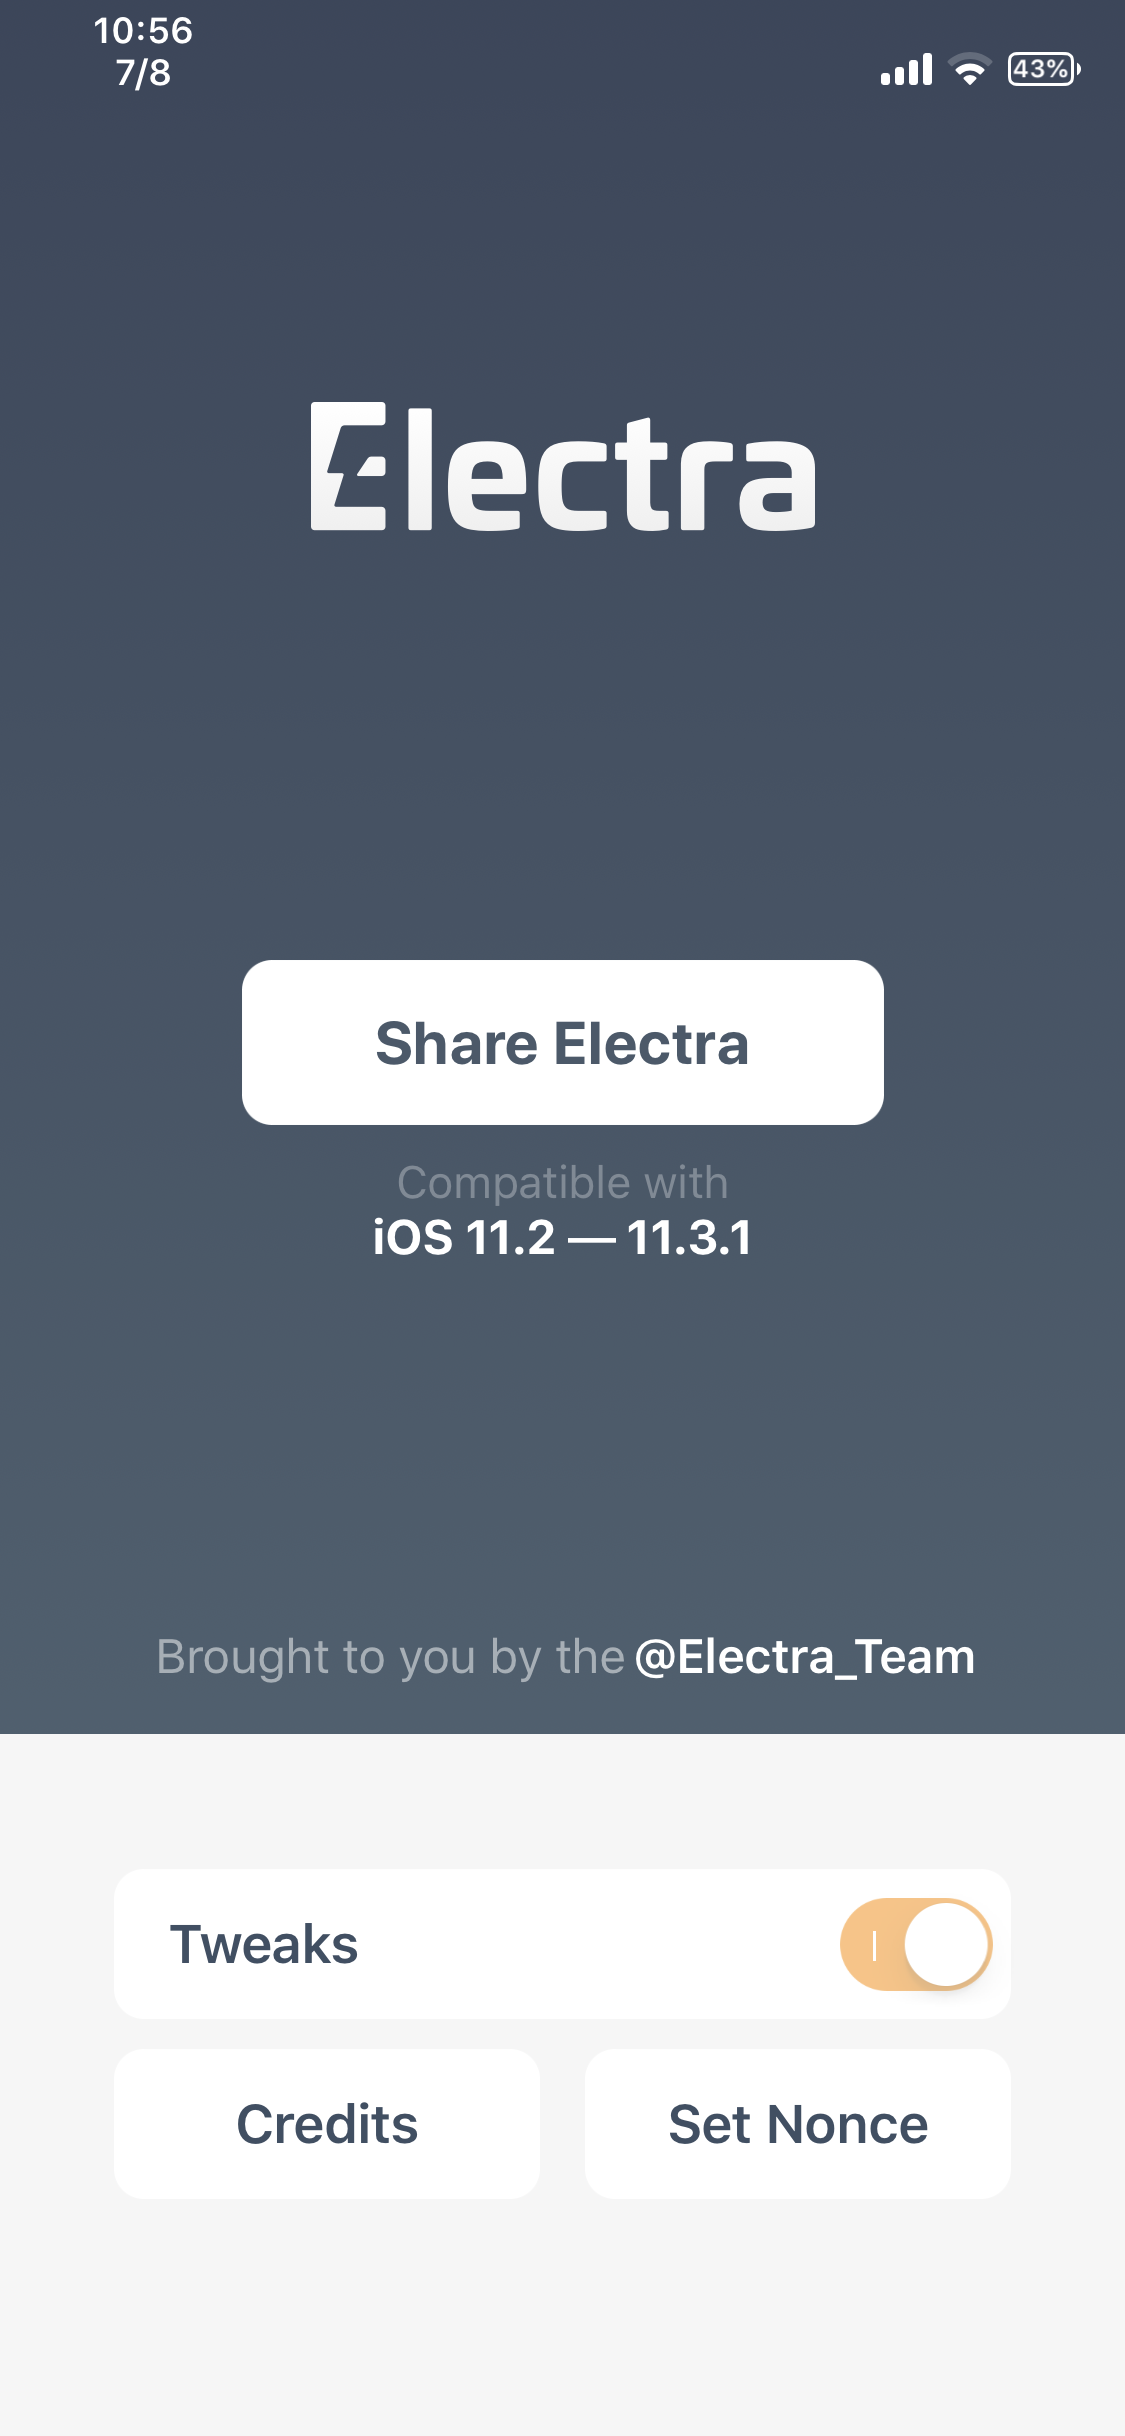 10:56
7/8
43%
Electra
Share Electra
Compatible with
iOS 11.2 — 11.3.1
Brought to you by the @Electra_Team
Tweaks
Credits
Set Nonce